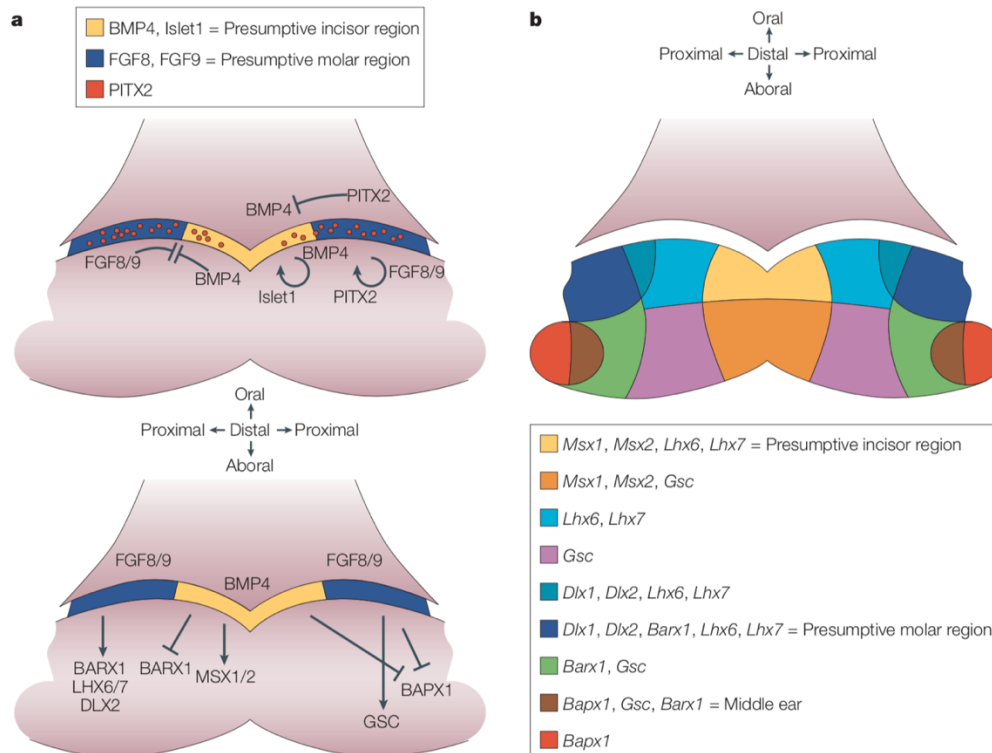 a
BMP4, Islet1 = Presumptive incisor region
FGF8, FGF9 = Presumptive molar region
PITX2
PITX2
BMP4
FGF8/9
BMP4
BMP4
Islet1
PITX2
FGF8/9
Oral
Proximal Distal Proximal
Aboral
FGF8/9
BMP4
FGF8/9
BARX1
LHX6/7
DLX2
BARX1
MSX1/2
BAPX1
GSC
b
Oral
Proximal Distal Proximal
Aboral
Msx1, Msx2, Lhx6, Lhx7 = Presumptive incisor region
Msx1, Msx2, Gsc
Lhx6, Lhx7
Gsc
Dlx1, Dlx2, Lhx6, Lhx7
Dlx1, Dlx2, Barx1, Lhx6, Lhx7 = Presumptive molar region
Barx1, Gsc
Bapx1, Gsc, Barx1 = Middle ear
Bapx1